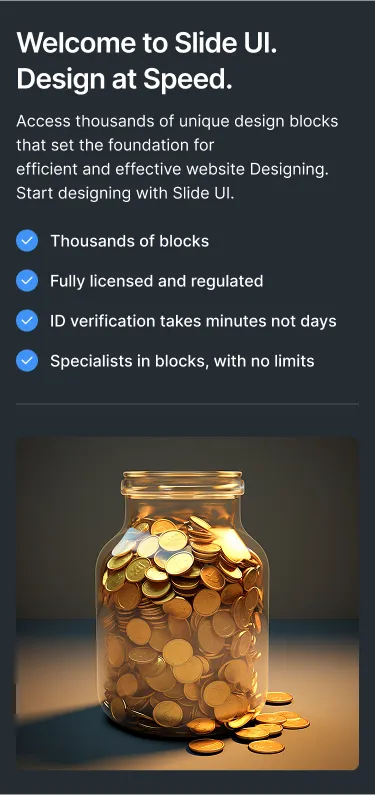 Welcome to Slide UI.
Design at Speed.
Access thousands of unique design blocks
that set the foundation for
efficient and effective website Designing.
Start designing with Slide UI.
Thousands of blocks
Fully licensed and regulated
ID verification takes minutes not days
Specialists in blocks, with no limits